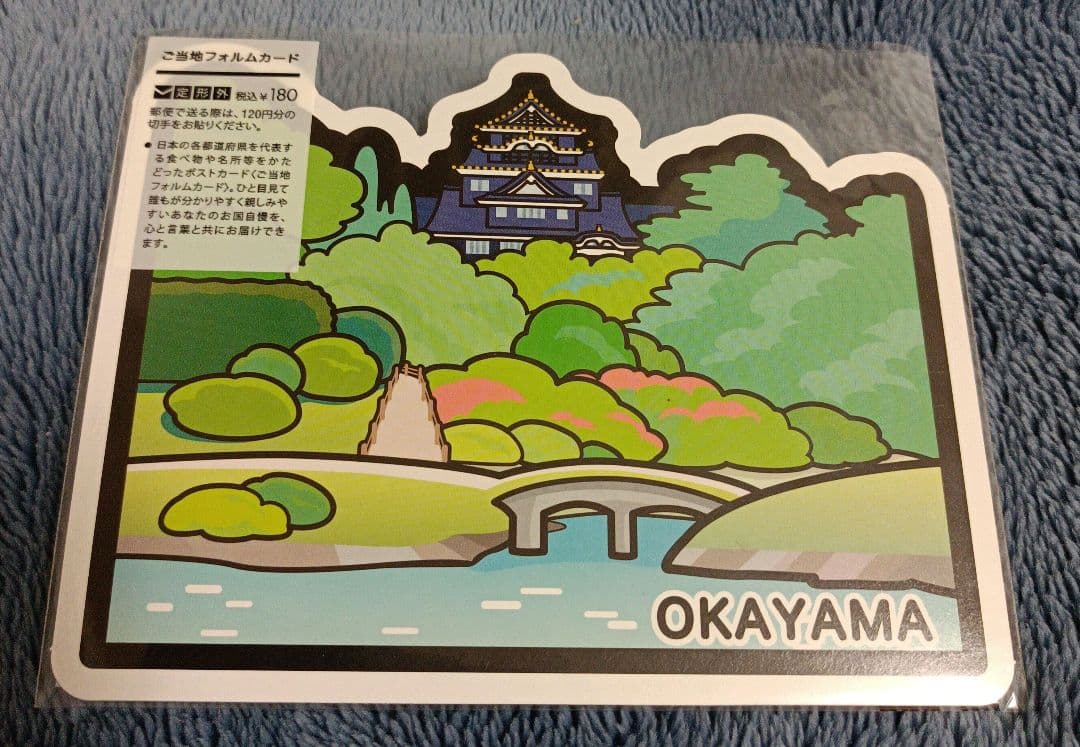 ご当地フォルムカード
定形外 税込¥180
郵便で送る際は、120円分の
切手をお貼りください。
● 日本の各都道府県を代表す
る食べ物や名所等をかた
どったポストカード〈ご当地
フォルムカード〉。ひと目見て
誰もが分かりやすく親しみや
すいあなたのお国自慢を、
心と言葉と共にお届けでき
ます。
OKAYAMA